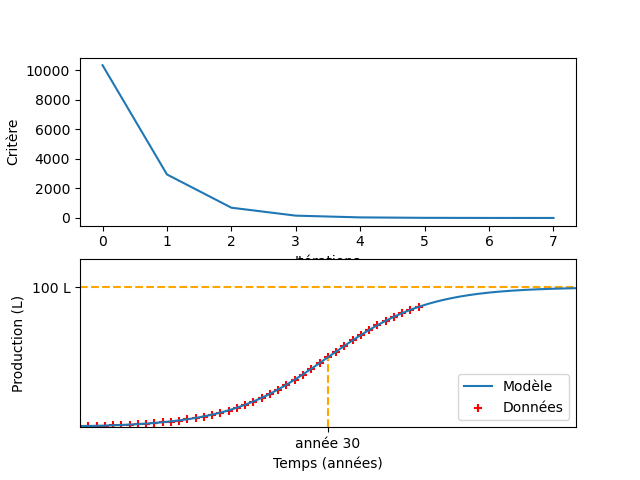 10000
8000
6000
4000
2000
0
Critère
0 1 2 3 4 5 6 7
Itérations
100 L
Production (L)
Modèle
Données
année 30
Temps (années)